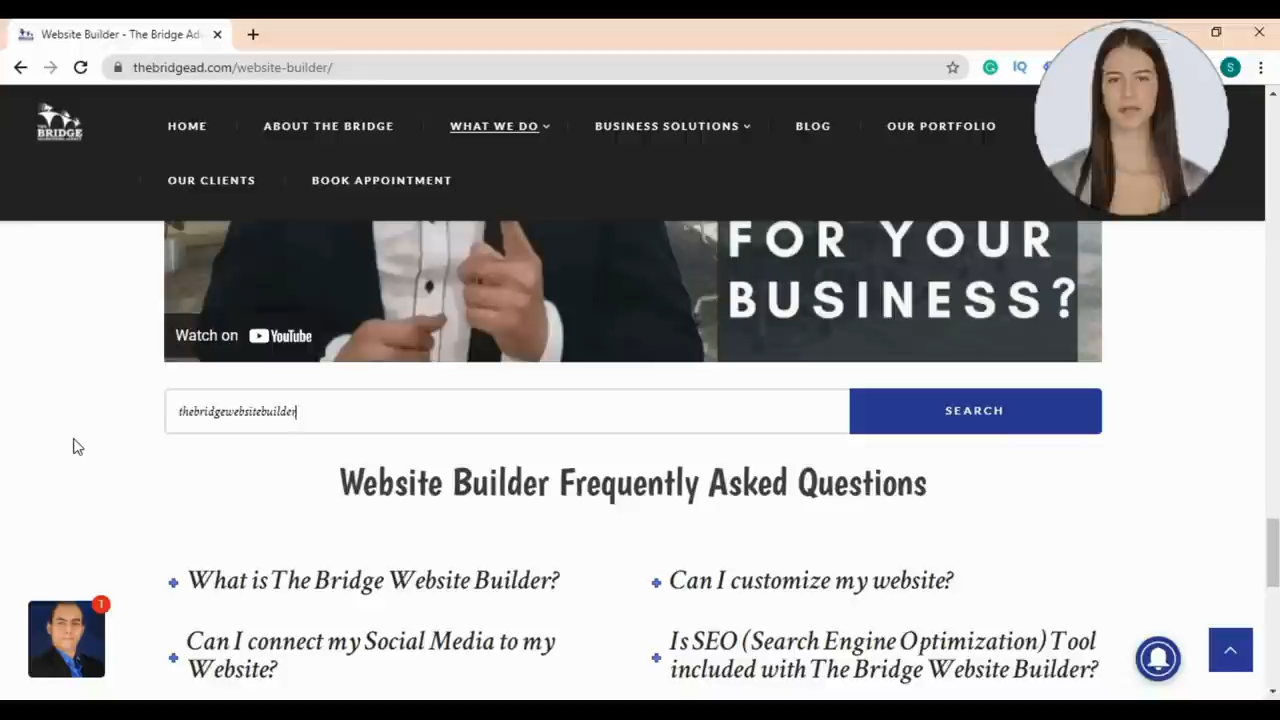 Website Builder - The Bridge Ad
thebridgead.com/website-builder/
IQ
S
THE BRIDGE
HOME
ABOUT THE BRIDGE
WHAT WE DO
BUSINESS SOLUTIONS
BLOG
OUR PORTFOLIO
OUR CLIENTS
BOOK APPOINTMENT
FOR YOUR
BUSINESS?
Watch on YouTube
thebridgewebsitebuilder
SEARCH
Website Builder Frequently Asked Questions
What is The Bridge Website Builder?
Can I customize my website?
Can I connect my Social Media to my
Website?
Is SEO (Search Engine Optimization) Tool
included with The Bridge Website Builder?
1